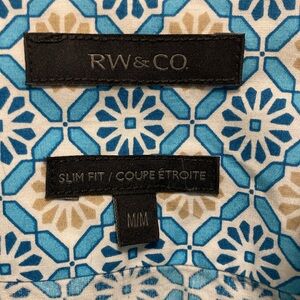 RW&CO
SLIM FIT / COUPE ÉTROITE
M/M